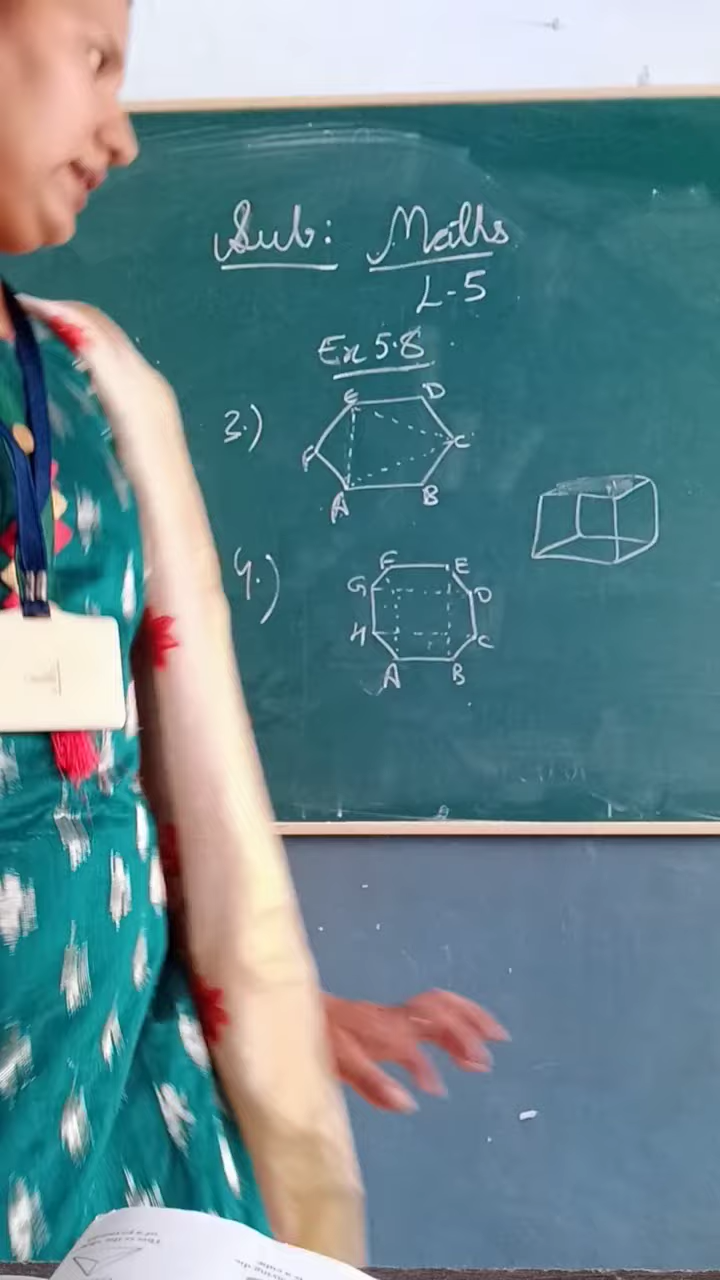 Sub: Maths
L-5
Ex 5.8
3.)
E D
F C
A B
4.)
F E
G D
H C
A B